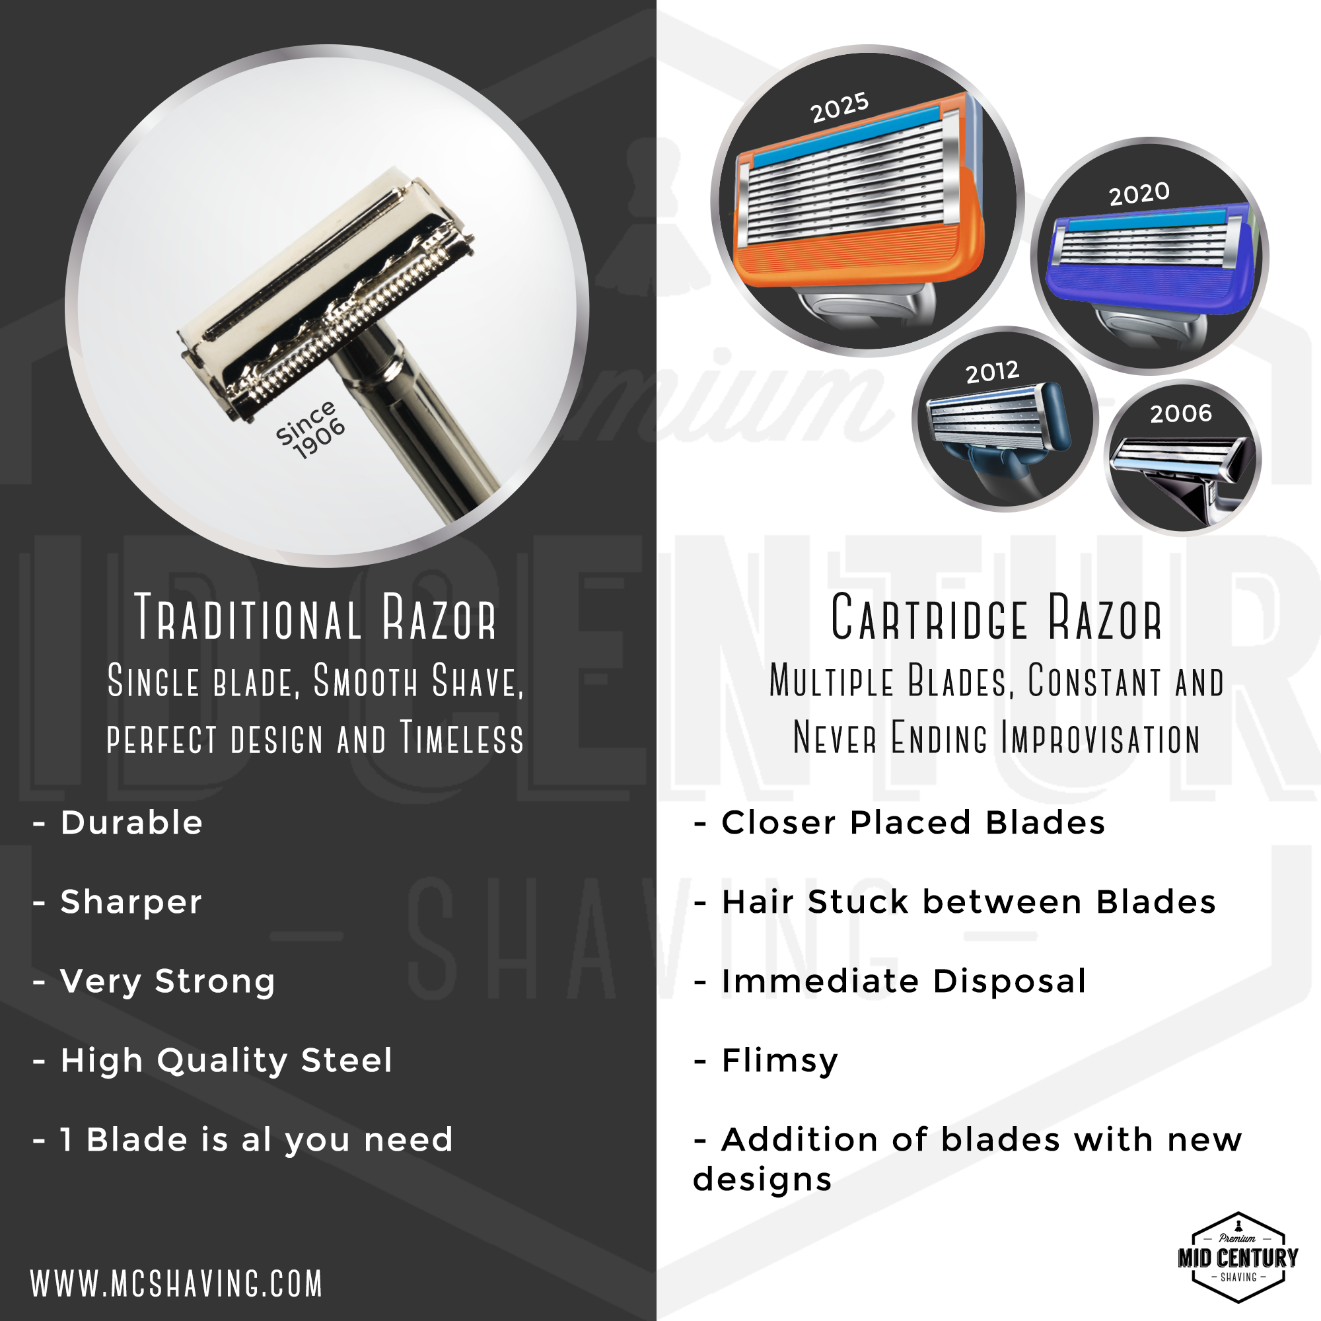 Since
1906
2025
2020
2012
2006
Traditional Razor
Single blade, Smooth Shave,
perfect design and Timeless
- Durable
- Sharper
- Very Strong
- High Quality Steel
- 1 Blade is al you need
www.mcshaving.com
Cartridge Razor
Multiple Blades, Constant and
Never Ending Improvisation
- Closer Placed Blades
- Hair Stuck between Blades
- Immediate Disposal
- Flimsy
- Addition of blades with new
designs
Premium
MID CENTURY
SHAVING